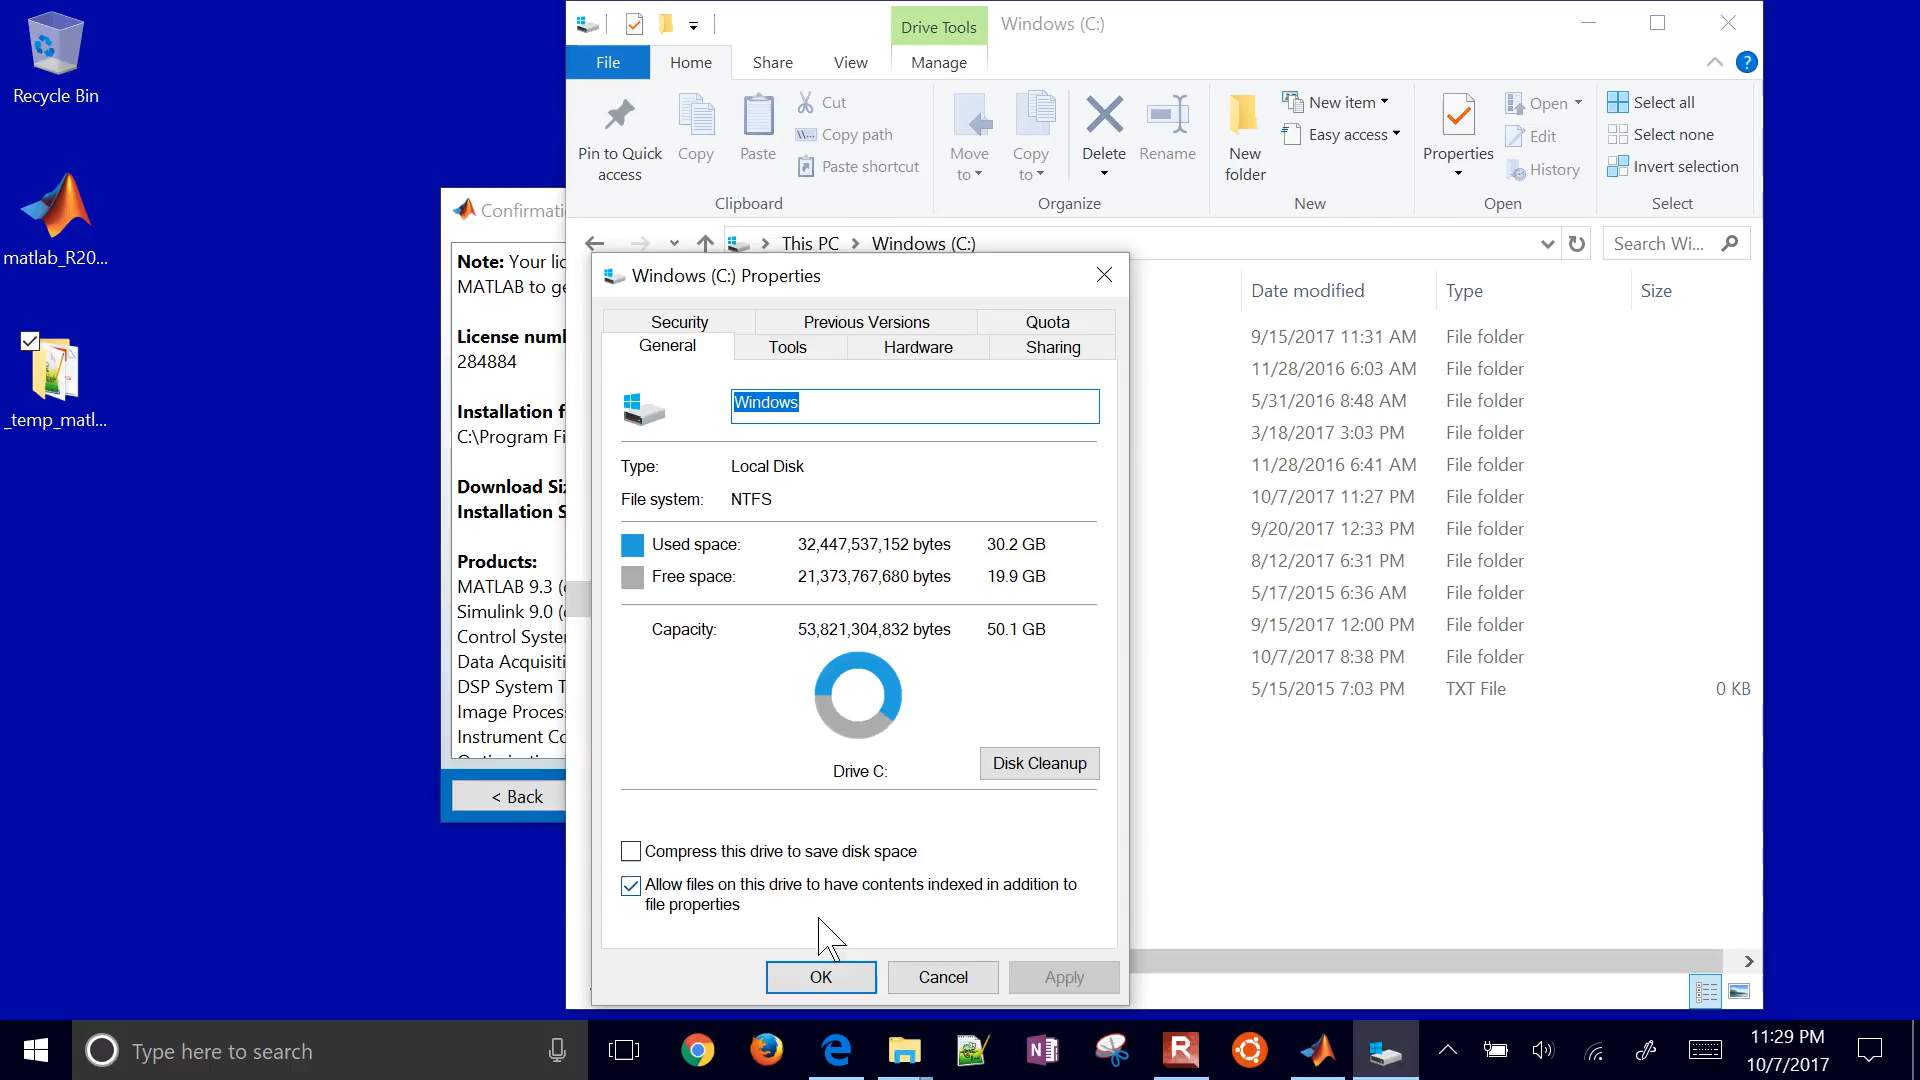 Recycle Bin
matlab_R20...
_temp_matl...
Confirmati
Note: Your lic
MATLAB to ge
License numl
284884
Installation f
C:\Program Fi
Download Siz
Installation S
Products:
MATLAB 9.3 (
Simulink 9.0 (
Control System
Data Acquisiti
DSP System T
Image Process
Instrument Co
< Back
Drive Tools
Windows (C:)
File
Home
Share
View
Manage
Pin to Quick
access
Copy
Paste
Cut
Copy path
Paste shortcut
Clipboard
Move
to
Copy
to
Delete
Rename
Organize
New
folder
New item
Easy access
New
Properties
Open
Edit
History
Open
Select all
Select none
Invert selection
Select
This PC
Windows (C:)
Search Wi...
Date modified
Type
Size
9/15/2017 11:31 AM File folder
11/28/2016 6:03 AM File folder
5/31/2016 8:48 AM File folder
3/18/2017 3:03 PM File folder
11/28/2016 6:41 AM File folder
10/7/2017 11:27 PM File folder
9/20/2017 12:33 PM File folder
8/12/2017 6:31 PM File folder
5/17/2015 6:36 AM File folder
9/15/2017 12:00 PM File folder
10/7/2017 8:38 PM File folder
5/15/2015 7:03 PM TXT File 0 KB
Windows (C:) Properties
Security Previous Versions Quota
General Tools Hardware Sharing
Windows
Type: Local Disk
File system: NTFS
Used space: 32,447,537,152 bytes 30.2 GB
Free space: 21,373,767,680 bytes 19.9 GB
Capacity: 53,821,304,832 bytes 50.1 GB
Drive C:
Disk Cleanup
Compress this drive to save disk space
Allow files on this drive to have contents indexed in addition to
file properties
OK
Cancel
Apply
Type here to search
11:29 PM
10/7/2017